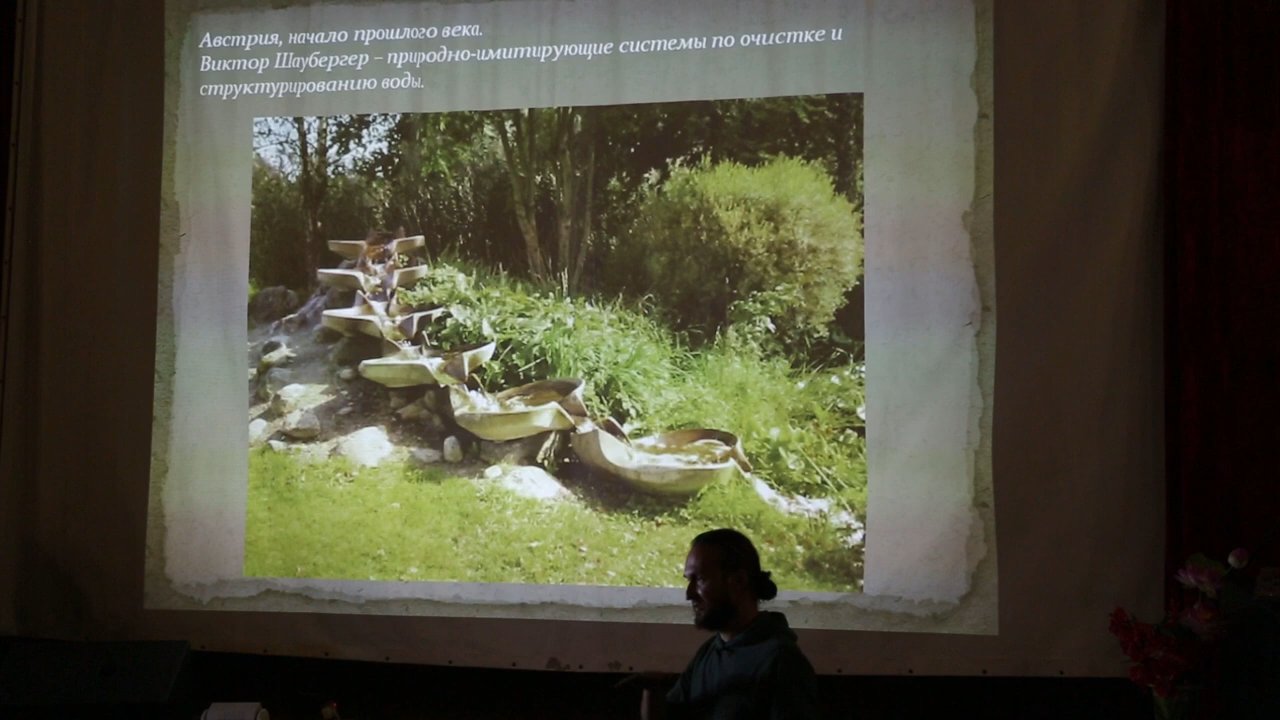 Австрия, начало прошлого века.
Виктор Шаубергер – природно-имитирующие системы по очистке и
структурированию воды.